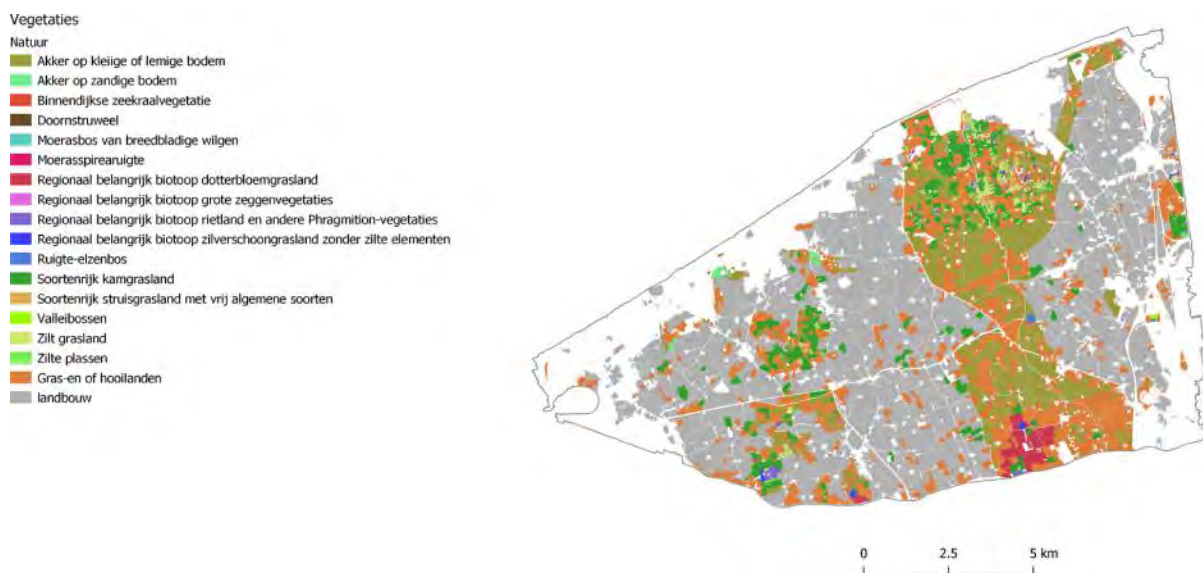 Vegetaties
Natuur
Akker op kleiige of lemige bodem
Akker op zandige bodem
Binnendijkse zeekraalvegetatie
Doornstruweel
Moerasbos van breedbladige wilgen
Moerasspirearuigte
Regionaal belangrijk biotoop dotterbloemgrasland
Regionaal belangrijk biotoop grote zeggenvegetaties
Regionaal belangrijk biotoop rietland en andere Phragmition-vegetaties
Regionaal belangrijk biotoop zilverschoongrasland zonder zilte elementen
Ruigte-elzenbos
Soortenrijk kamgrasland
Soortenrijk struisgrasland met vrij algemene soorten
Valleibossen
Zilt grasland
Zilte plassen
Gras-en of hooilanden
landbouw
0 2.5 5 km